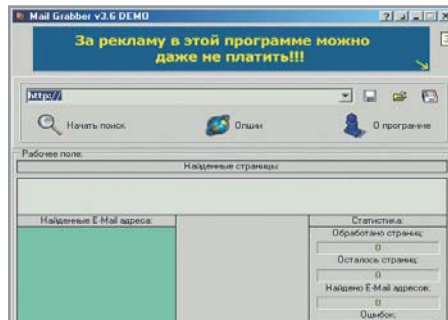 Mail Grabber v3.6 DEMO
За рекламу в этой программе можно
даже не платить!!!
http://
Начать поиск
Опции
О программе
Рабочее поле:
Найденные страницы:
Найденные E-Mail адреса:
Статистика:
Обработано страниц:
0
Осталось страниц:
0
Найдено E-Mail адресов:
0
Ошибок: